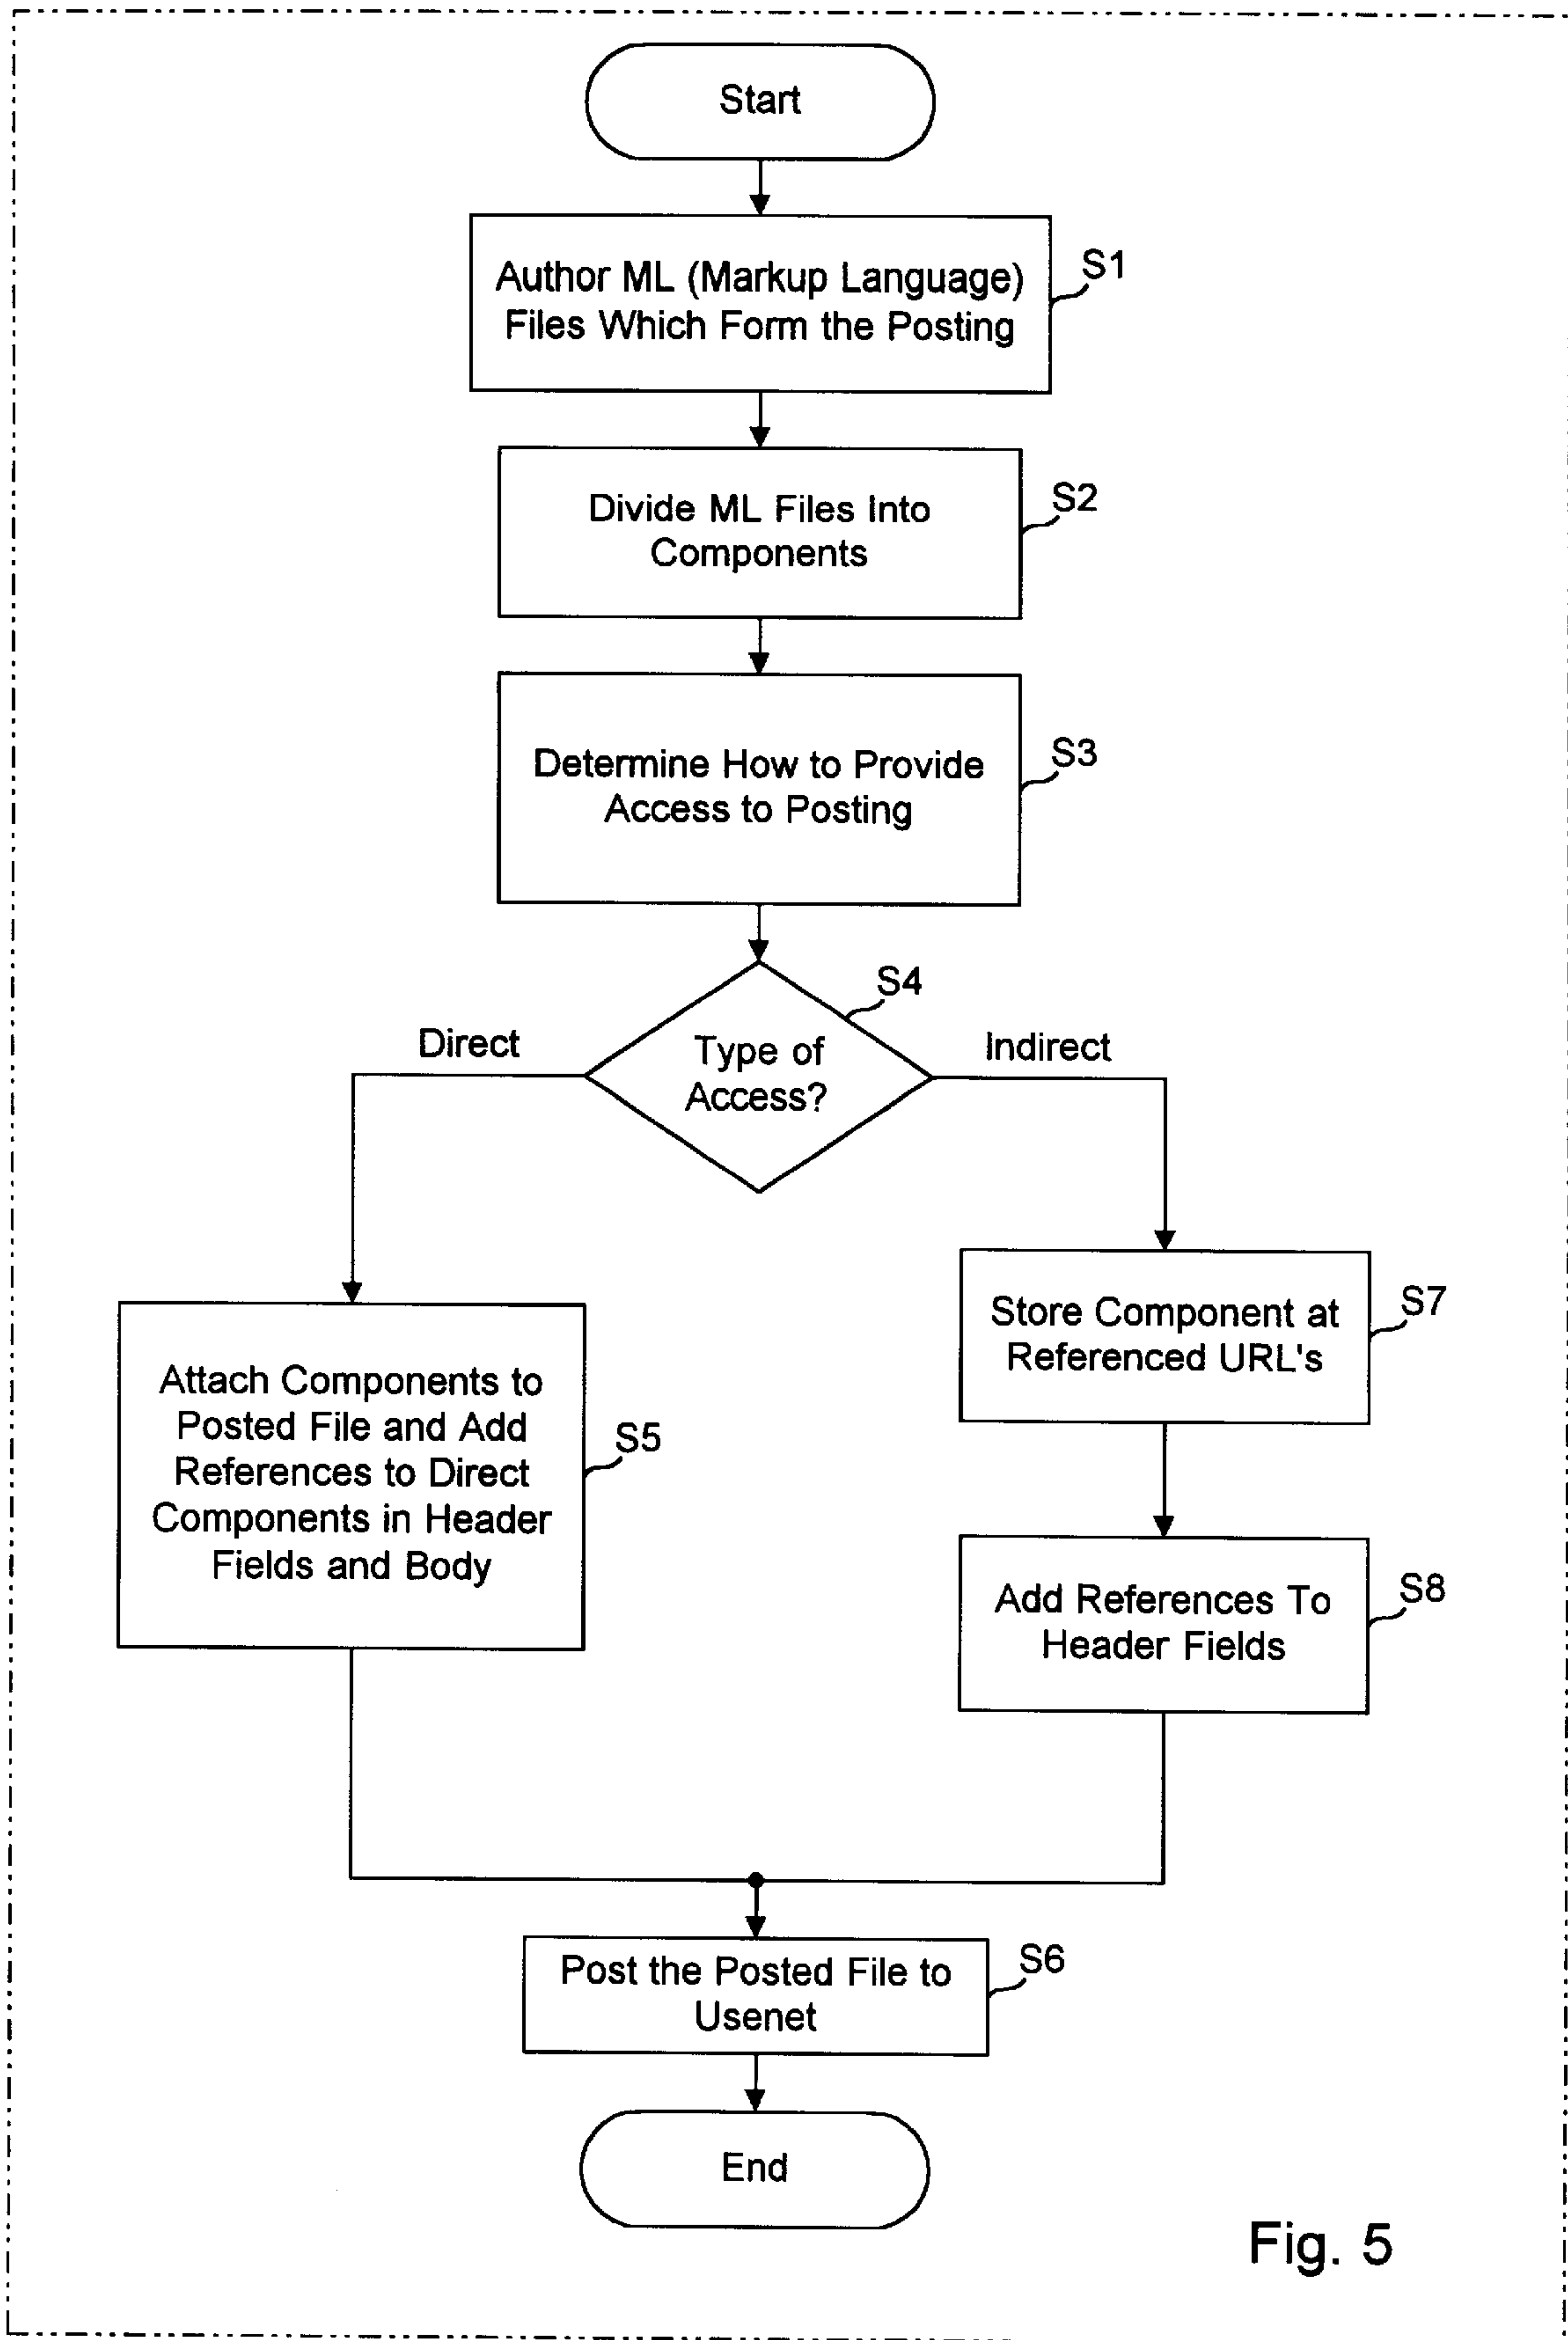 Start
Author ML (Markup Language)
Files Which Form the Posting
S1
Divide ML Files Into
Components
S2
Determine How to Provide
Access to Posting
S3
S4
Direct
Type of
Access?
Indirect
Store Component at
Referenced URL's
S7
Attach Components to
Posted File and Add
References to Direct
Components in Header
Fields and Body
S5
Add References To
Header Fields
S8
Post the Posted File to
Usenet
S6
End
Fig. 5